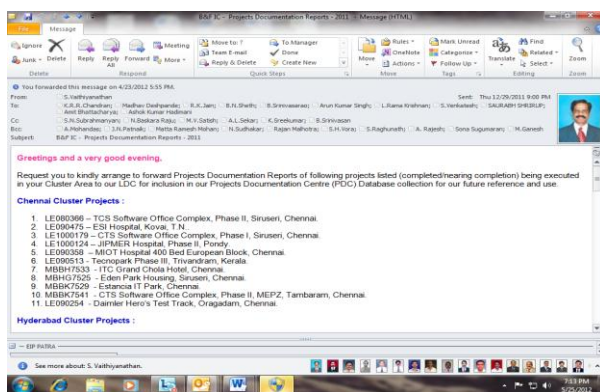 B&F IC - Projects Documentation Reports - 2011 - Message (HTML)
File Message
Ignore Delete Reply Reply All Forward Meeting Move to: ? To Manager Rules Mark Unread Find
Team E-mail Done OneNote Categorise Related
Junk More Reply & Delete Create New Move Actions Follow Up Translate Select Zoom
Delete Respond Quick Steps Move Tags Editing Zoom
You forwarded this message on 4/23/2012 5:55 PM.
From: S.Vaithiyanathan Sent: Thu 12/29/2011 9:00 PM
To: K.R.R.Chandran; Madhav Deshpande; R.K.Jain; B.N.Sheth; B.Srinivasarao; Arun Kumar Singh; L.Rama Krishnan; S.Venkatesh; SAURABH SHRIRUP;
Amit Bhattacharya; Ashok Kumar Hadimani
Cc: S.N.Subrahmanyan; N.Baskara Raju; M.V.Satish; A.L.Sekar; K.Sreekumar; B.Srinivasan
Bcc: A.Mohandas; J.N.Patnaik; Matta Ramesh Mohan; N.Sudhakar; Rajan Malhotra; S.H.Vora; S.Raghunath; A. Rajesh; Sona Sugumaran; M.Ganesh
Subject: B&F IC - Projects Documentation Reports - 2011
Greetings and a very good evening,
Request you to kindly arrange to forward Projects Documentation Reports of following projects listed (completed/nearing completion) being executed
in your Cluster Area to our LDC for inclusion in our Projects Documentation Centre (PDC) Database collection for our future reference and use.
Chennai Cluster Projects :
1. LE080366 – TCS Software Office Complex, Phase II, Siruseri, Chennai.
2. LE090475 – ESI Hospital, Kovai, T.N..
3. LE1000179 – CTS Software Office Complex, Phase I, Siruseri, Chennai.
4. LE1000124 – JIPMER Hospital, Phase II, Pondy.
5. LE090358 – MIOT Hospital 400 Bed European Block, Chennai.
6. LE090513 - Tecnopark Phase III, Trivandram, Kerala.
7. MBBH7533 - ITC Grand Chola Hotel, Chennai.
8. MBHG7525 - Eden Park Housing, Siruseri, Chennai.
9. MBBK7529 – Estancia IT Park, Chennai.
10. MBBK7541 - CTS Software Office Complex, Phase II, MEPZ, Tambaram, Chennai.
11. LE090254 - Daimler Hero's Test Track, Oragadam, Chennai.
Hyderabad Cluster Projects :
EIP PATRA
See more about: S. Vaithiyanathan.
7:13 PM
5/25/2012